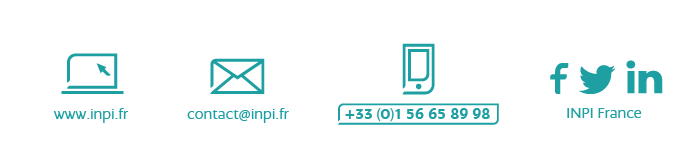 www.inpi.fr
contact@inpi.fr
+33 (0)1 56 65 89 98
INPI France